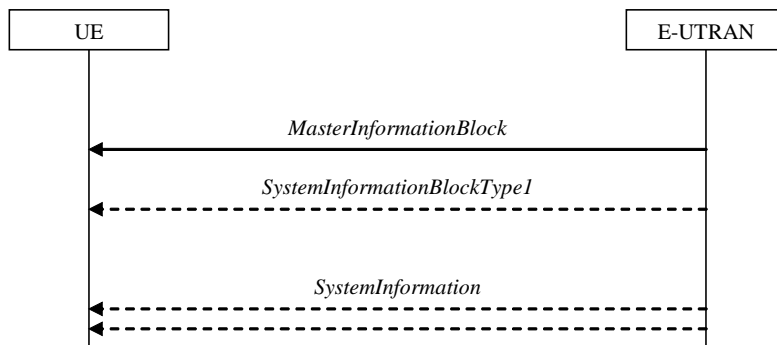 UE
E-UTRAN
MasterInformationBlock
SystemInformationBlockType1
SystemInformation